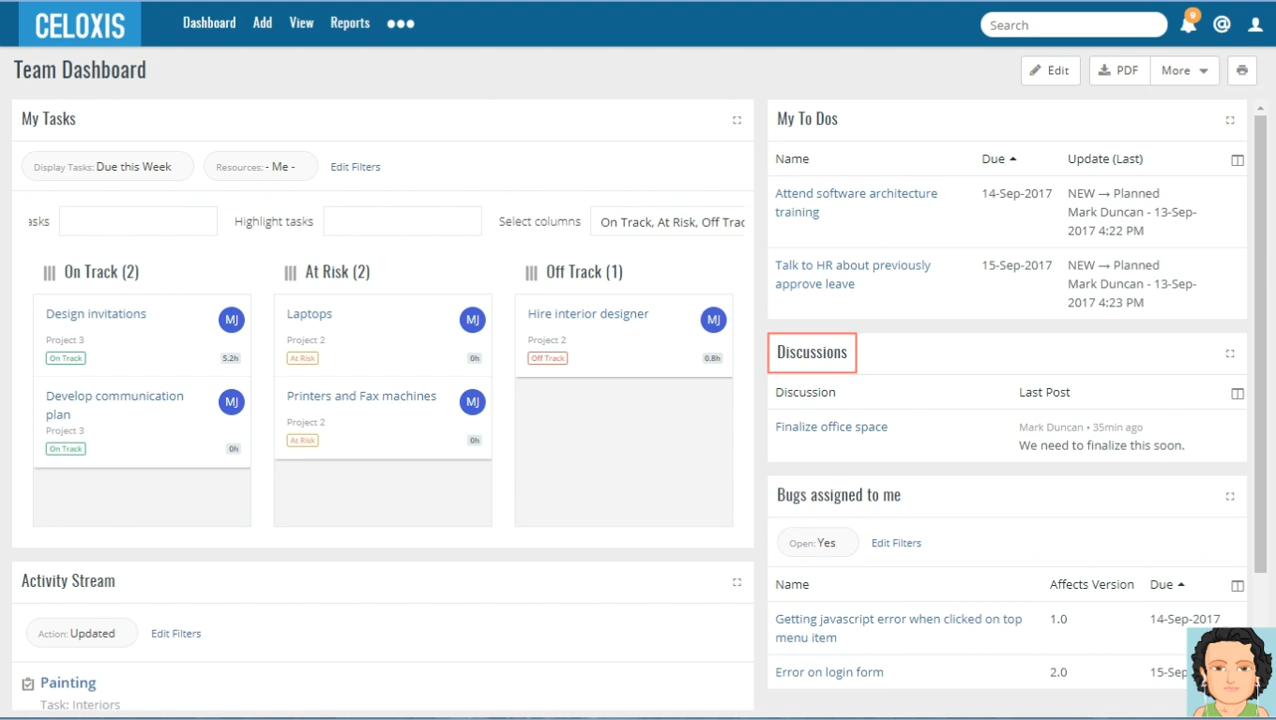 CELOXIS
Dashboard Add View Reports
Search
9
Team Dashboard
Edit
PDF
More
My Tasks
Display Tasks: Due this Week
Resources: - Me -
Edit Filters
asks
Highlight tasks
Select columns
On Track, At Risk, Off Trac
On Track (2)
Design invitations
MJ
Project 3
On Track
5.2h
Develop communication
plan
MJ
Project 3
On Track
0h
At Risk (2)
Laptops
MJ
Project 2
At Risk
0h
Printers and Fax machines
MJ
Project 2
At Risk
0h
Off Track (1)
Hire interior designer
MJ
Project 2
Off Track
0.8h
Activity Stream
Action: Updated
Edit Filters
Painting
Task: Interiors
My To Dos
Name Due Update (Last)
Attend software architecture
training
14-Sep-2017
NEW → Planned
Mark Duncan - 13-Sep-
2017 4:22 PM
Talk to HR about previously
approve leave
15-Sep-2017
NEW → Planned
Mark Duncan - 13-Sep-
2017 4:23 PM
Discussions
Discussion Last Post
Finalize office space
Mark Duncan • 35min ago
We need to finalize this soon.
Bugs assigned to me
Open: Yes
Edit Filters
Name Affects Version Due
Getting javascript error when clicked on top
menu item
1.0
14-Sep-2017
Error on login form
2.0
15-Sep